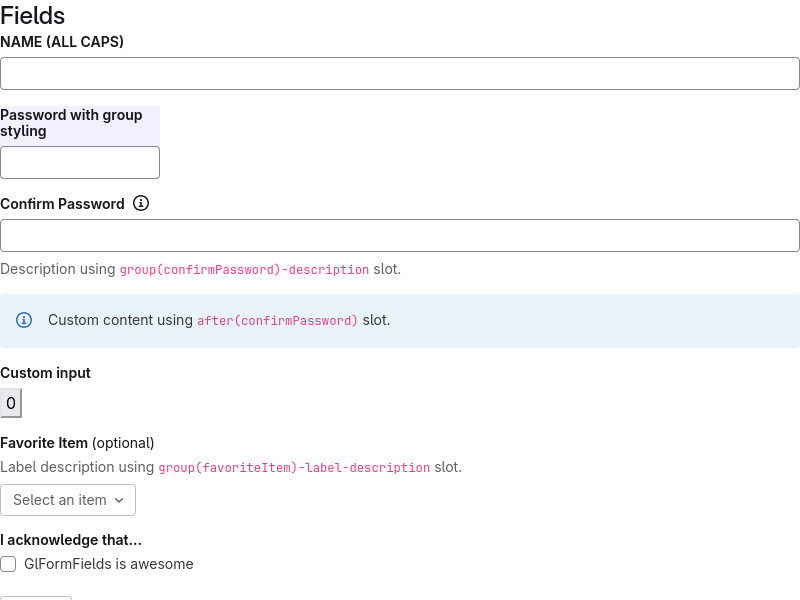 Fields
NAME (ALL CAPS)
Password with group
styling
Confirm Password
Description using group(confirmPassword)-description slot.
Custom content using after(confirmPassword) slot.
Custom input
0
Favorite Item (optional)
Label description using group(favoriteItem)-label-description slot.
Select an item
I acknowledge that...
GlFormFields is awesome